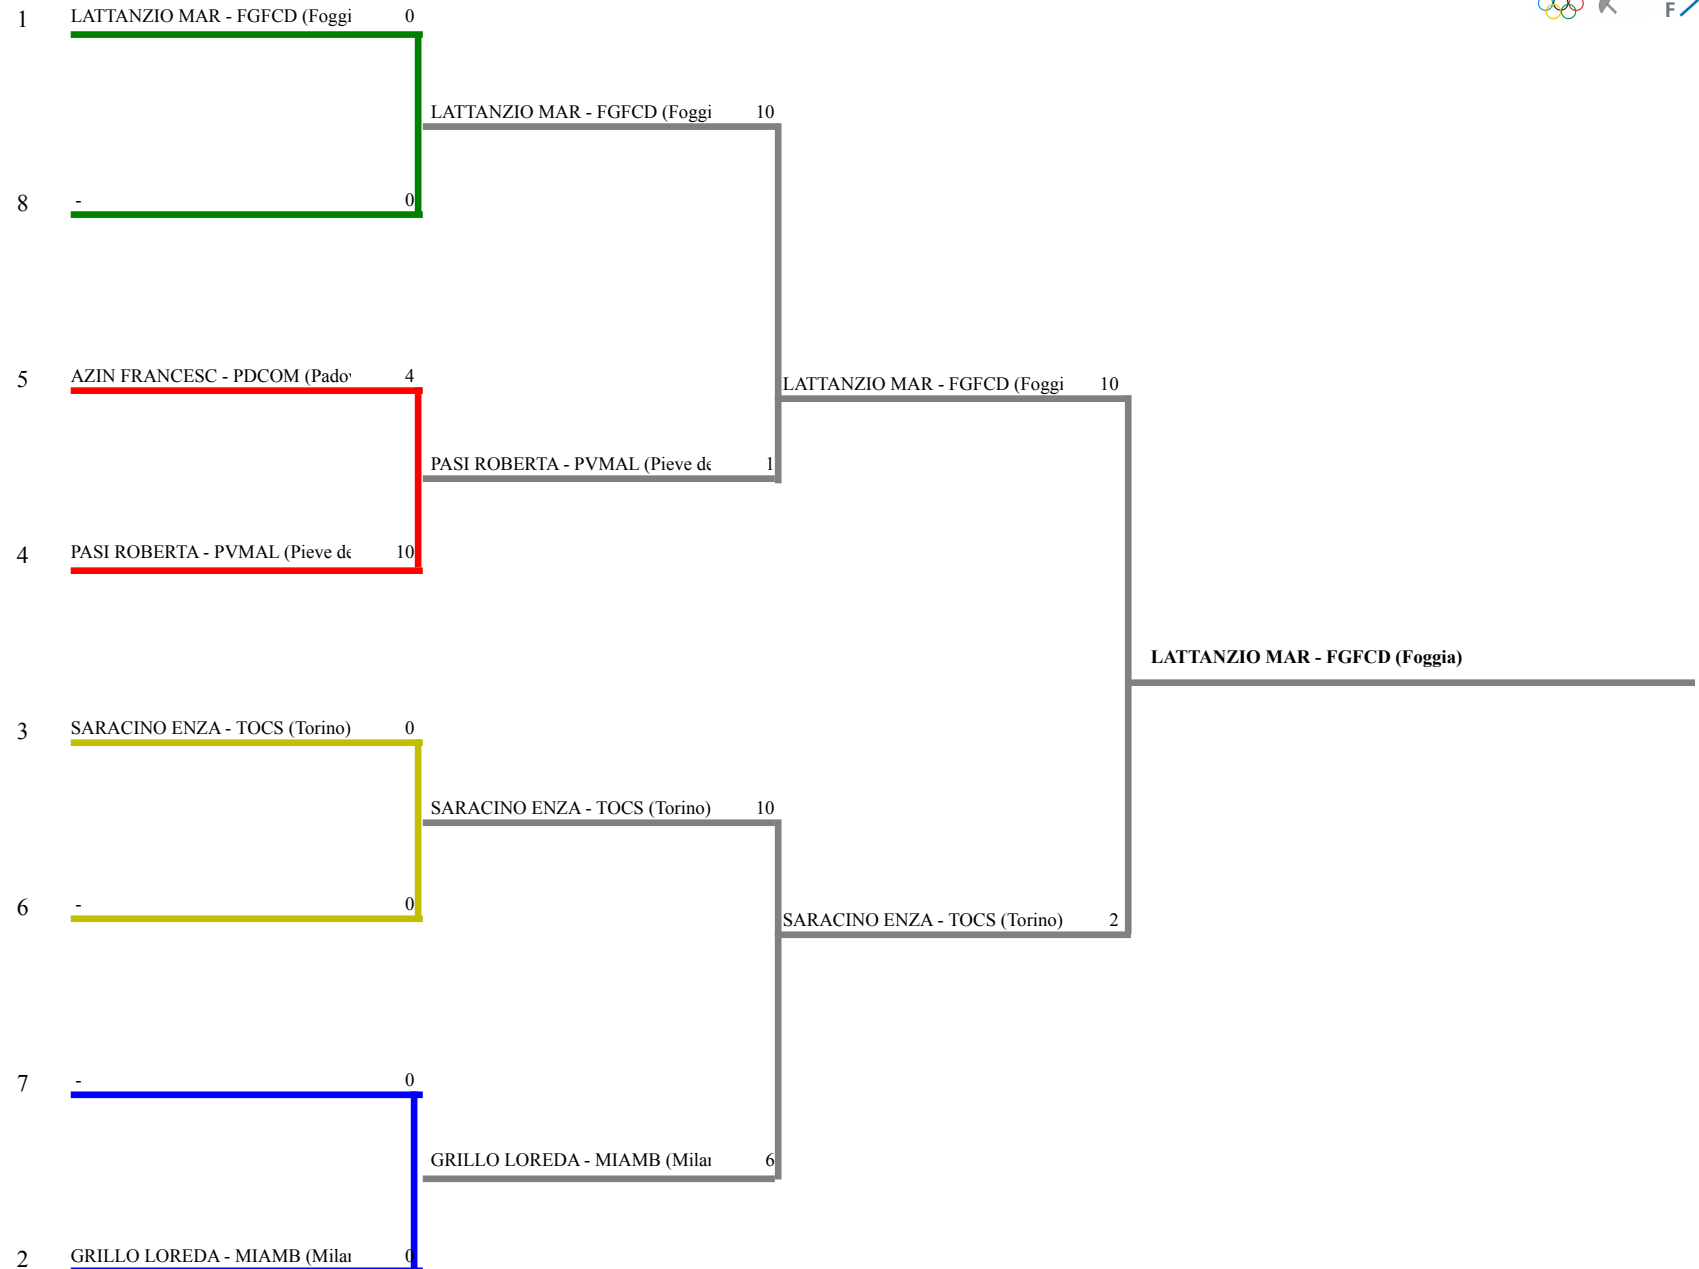 1 LATTANZIO MAR - FGFCD (Foggi 0
F
LATTANZIO MAR - FGFCD (Foggi 10
8 - 0
5 AZIN FRANCESC - PDCOM (Pado 4
LATTANZIO MAR - FGFCD (Foggi 10
PASI ROBERTA - PVMAL (Pieve de 1
4 PASI ROBERTA - PVMAL (Pieve de 10
LATTANZIO MAR - FGFCD (Foggia)
3 SARACINO ENZA - TOCS (Torino) 0
SARACINO ENZA - TOCS (Torino) 10
6 - 0
SARACINO ENZA - TOCS (Torino) 2
7 - 0
GRILLO LOREDA - MIAMB (Mila 6
2 GRILLO LOREDA - MIAMB (Mila 0